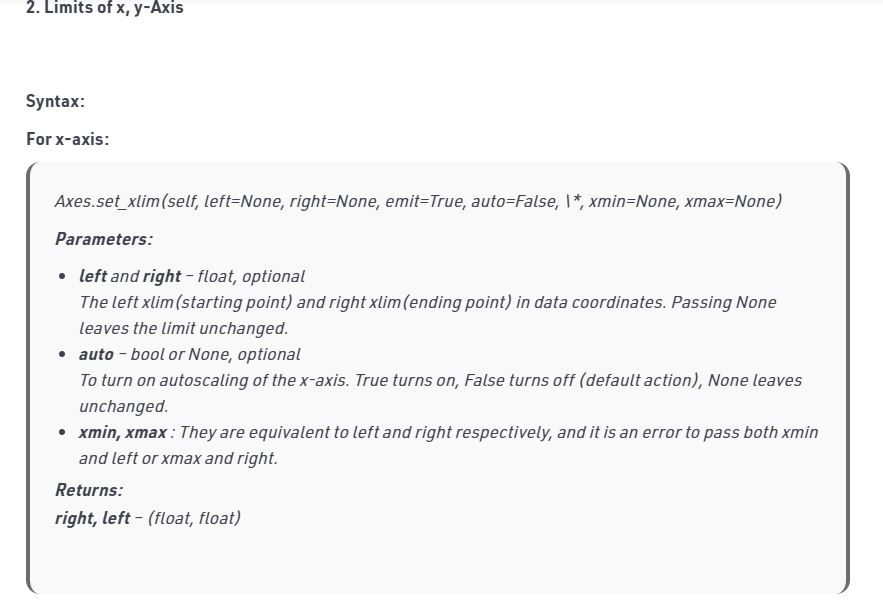 2. Limits of x, y-Axis
Syntax:
For x-axis:
Axes.set_xlim(self, left=None, right=None, emit=True, auto=False, \*, xmin=None, xmax=None)
Parameters:
• left and right – float, optional
The left xlim(starting point) and right xlim(ending point) in data coordinates. Passing None
leaves the limit unchanged.
• auto – bool or None, optional
To turn on autoscaling of the x-axis. True turns on, False turns off (default action), None leaves
unchanged.
• xmin, xmax : They are equivalent to left and right respectively, and it is an error to pass both xmin
and left or xmax and right.
Returns:
right, left – (float, float)